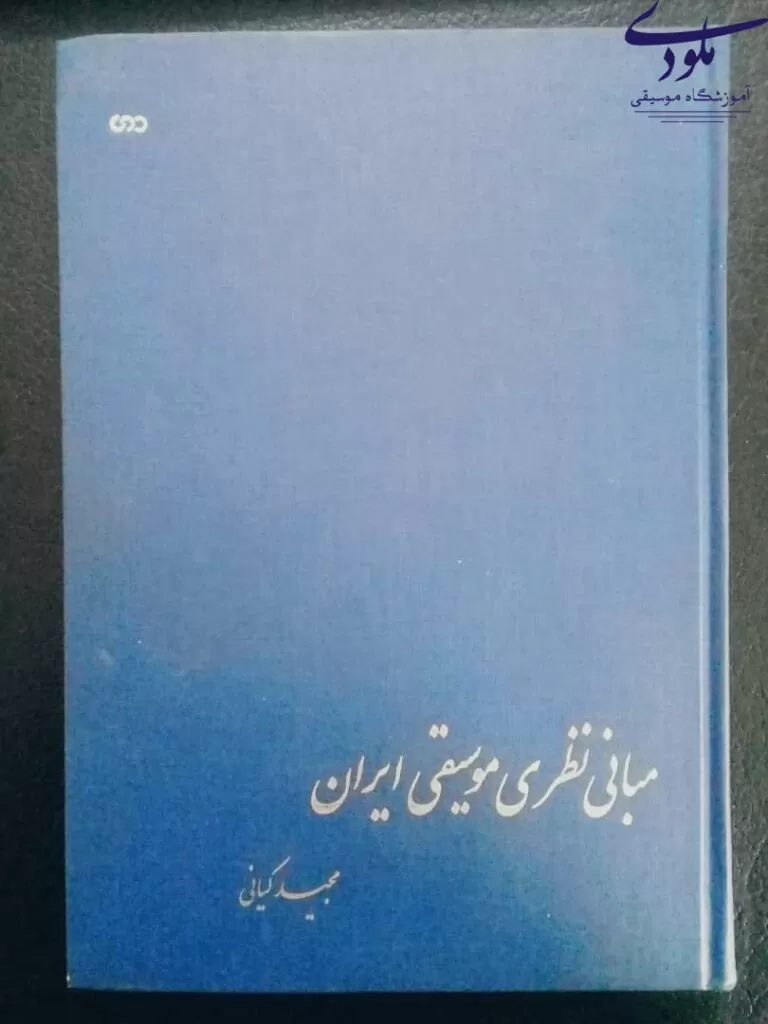 ملودی
آموزشگاه موسیقی
مبانی نظری موسیقی ایران
مجید کیانی